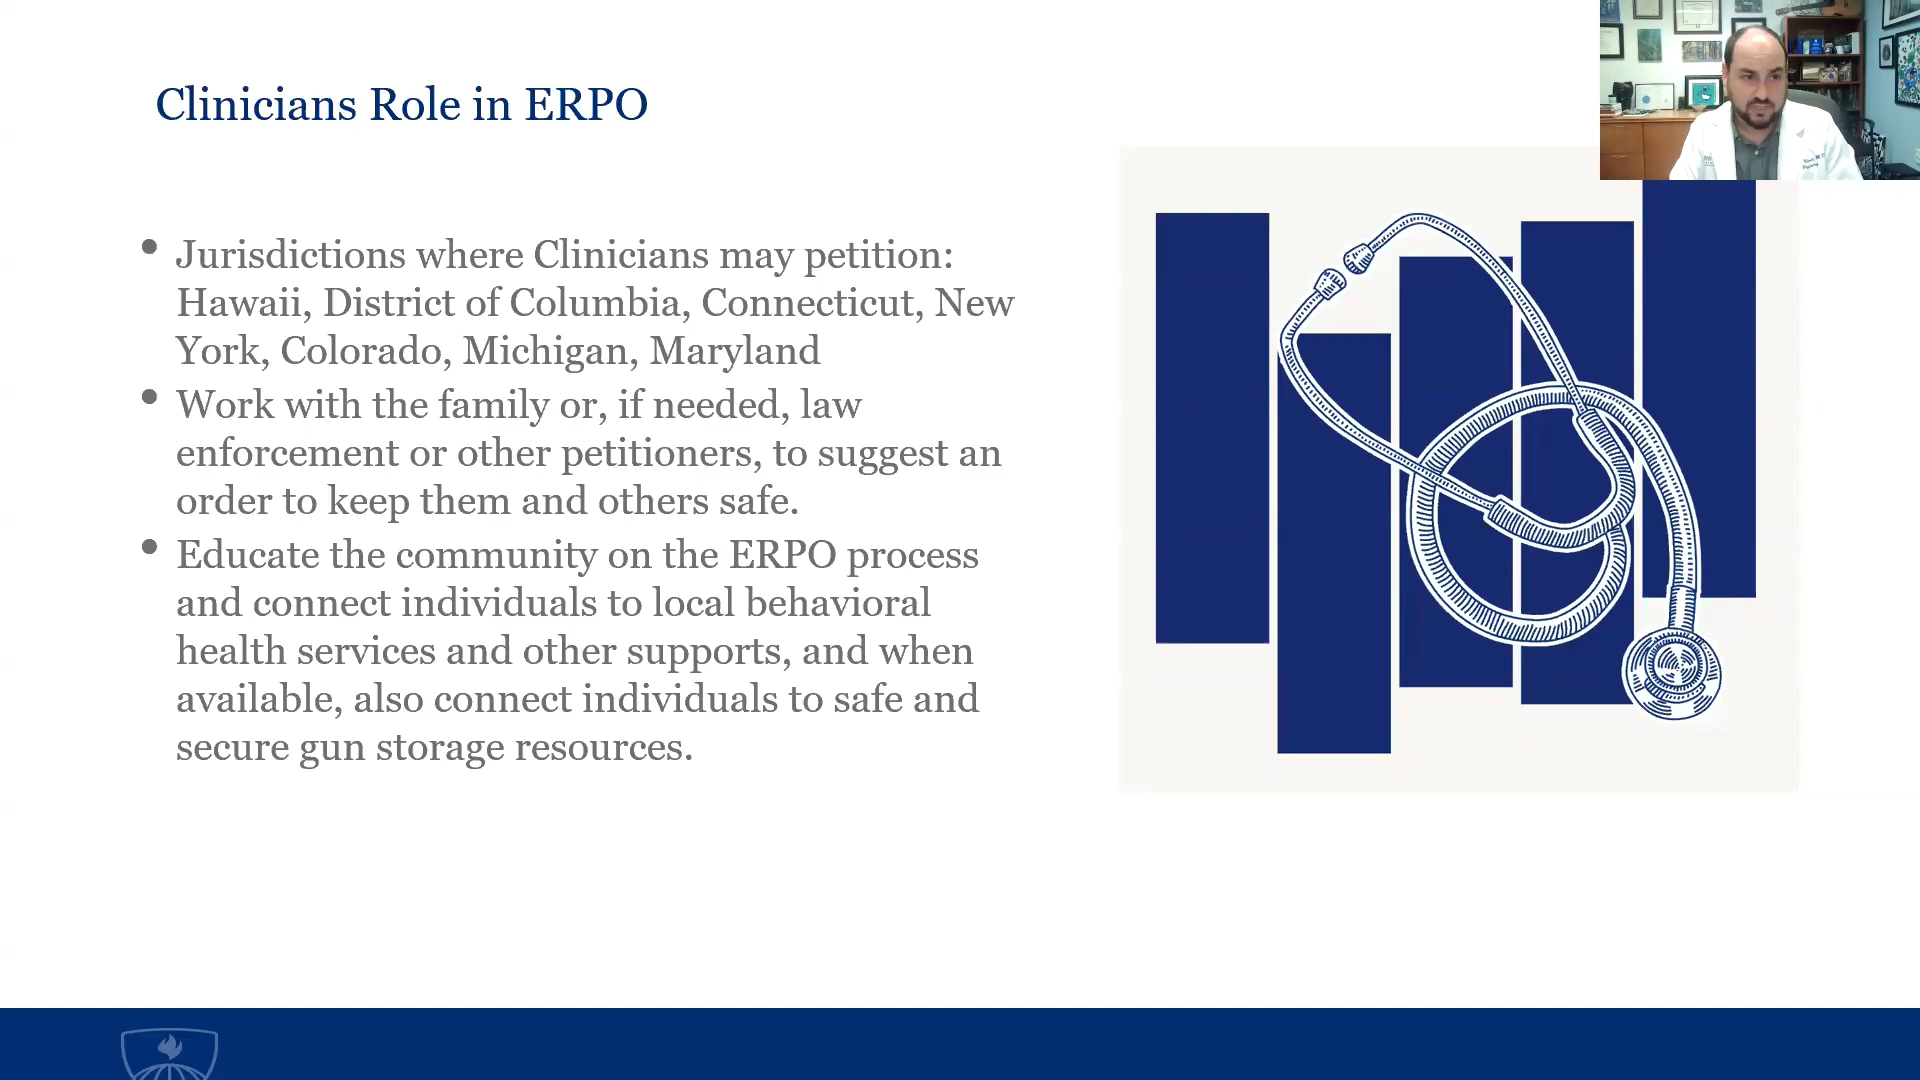 Clinicians Role in ERPO
• Jurisdictions where Clinicians may petition:
Hawaii, District of Columbia, Connecticut, New
York, Colorado, Michigan, Maryland
• Work with the family or, if needed, law
enforcement or other petitioners, to suggest an
order to keep them and others safe.
• Educate the community on the ERPO process
and connect individuals to local behavioral
health services and other supports, and when
available, also connect individuals to safe and
secure gun storage resources.